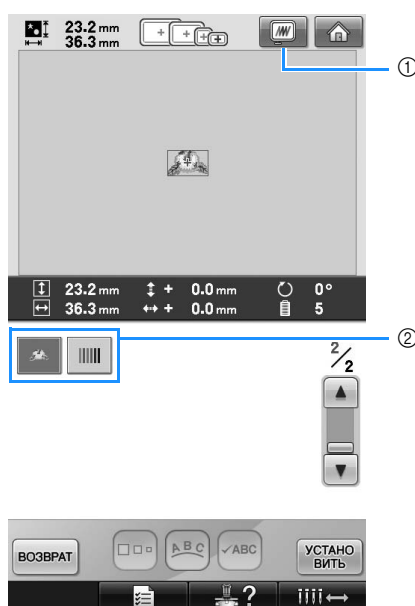 23.2 mm
36.3 mm
①
23.2 mm + 0.0 mm 0°
36.3 mm + 0.0 mm 5
②
2/2
ВОЗВРАТ
ABC
✓ABC
УСТАНО
ВИТЬ
?